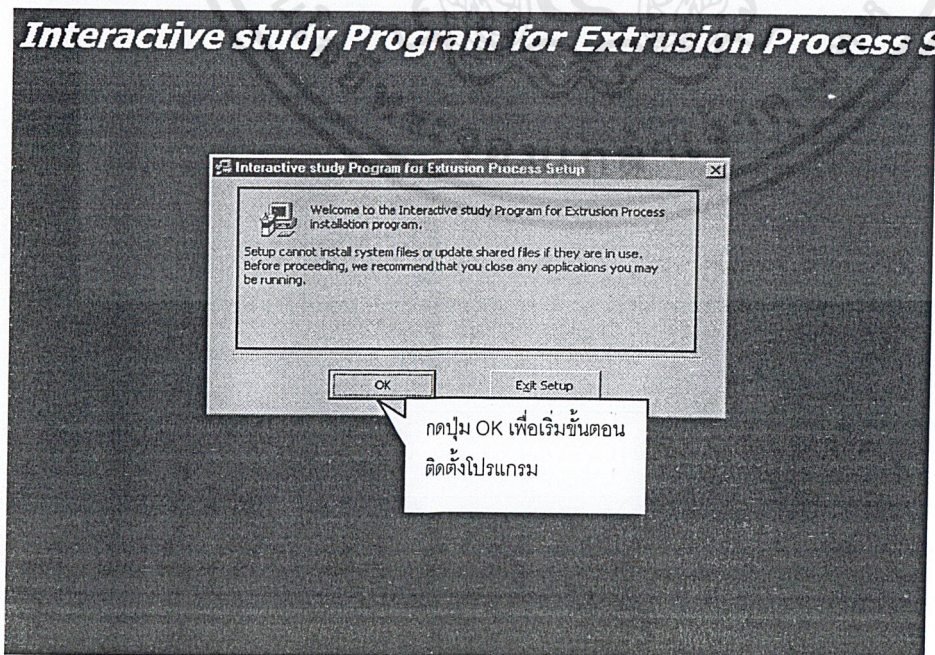 Interactive study Program for Extrusion Process S
Interactive study Program for Extrusion Process Setup
Welcome to the Interactive study Program for Extrusion Process
installation program.
Setup cannot install system files or update shared files if they are in use.
Before proceeding, we recommend that you close any applications you may
be running.
OK
Exit Setup
กดปุ่ม OK เพื่อเริ่มขั้นตอน
ติดตั้งโปรแกรม